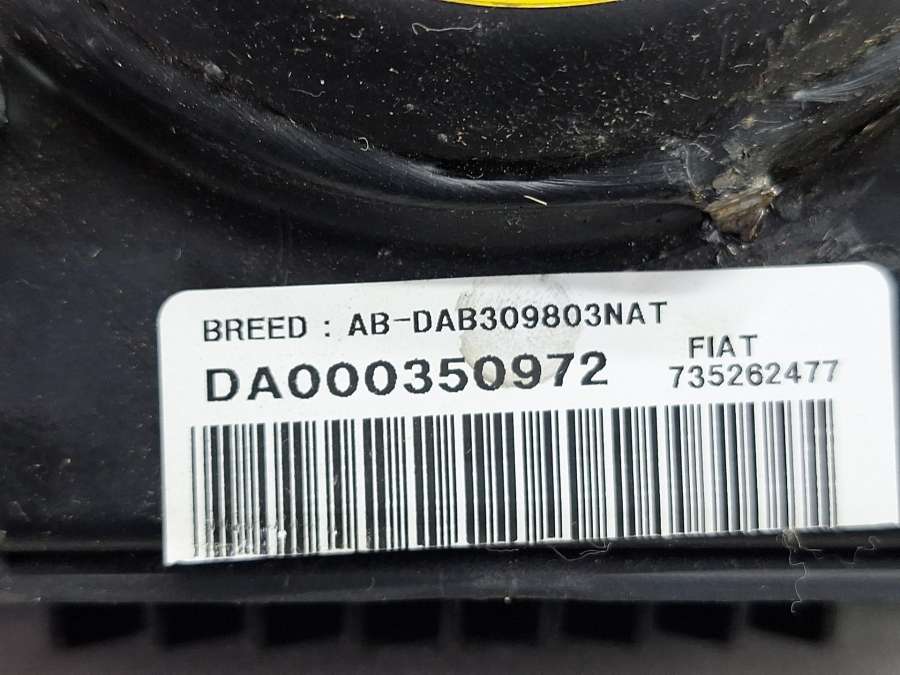 BREED : AB-DAB309803NAT
DA000350972
FIAT
735262477